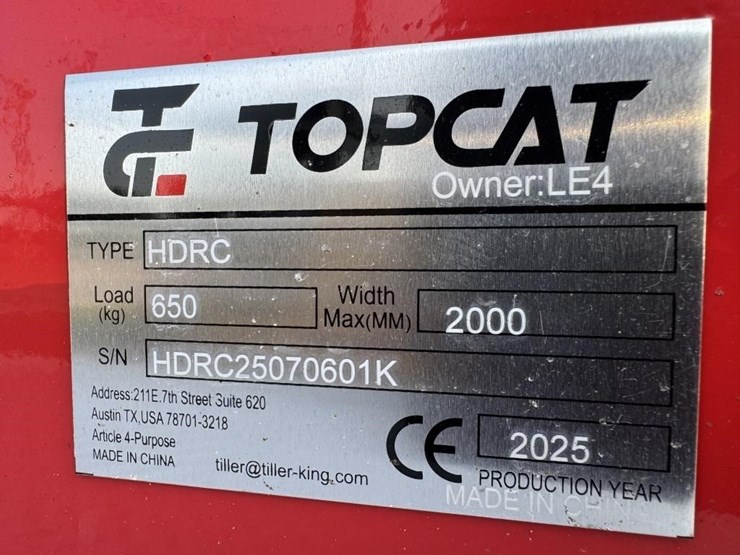 TC TOPCAT
Owner:LE4
TYPE HDRC
Load (kg) 650 Width Max(MM) 2000
S/N HDRC25070601K
Address:211E.7th Street Suite 620
Austin TX,USA 78701-3218
Article 4-Purpose
MADE IN CHINA
tiller@tiller-king.com
CE 2025
PRODUCTION YEAR
MADE IN CHIN